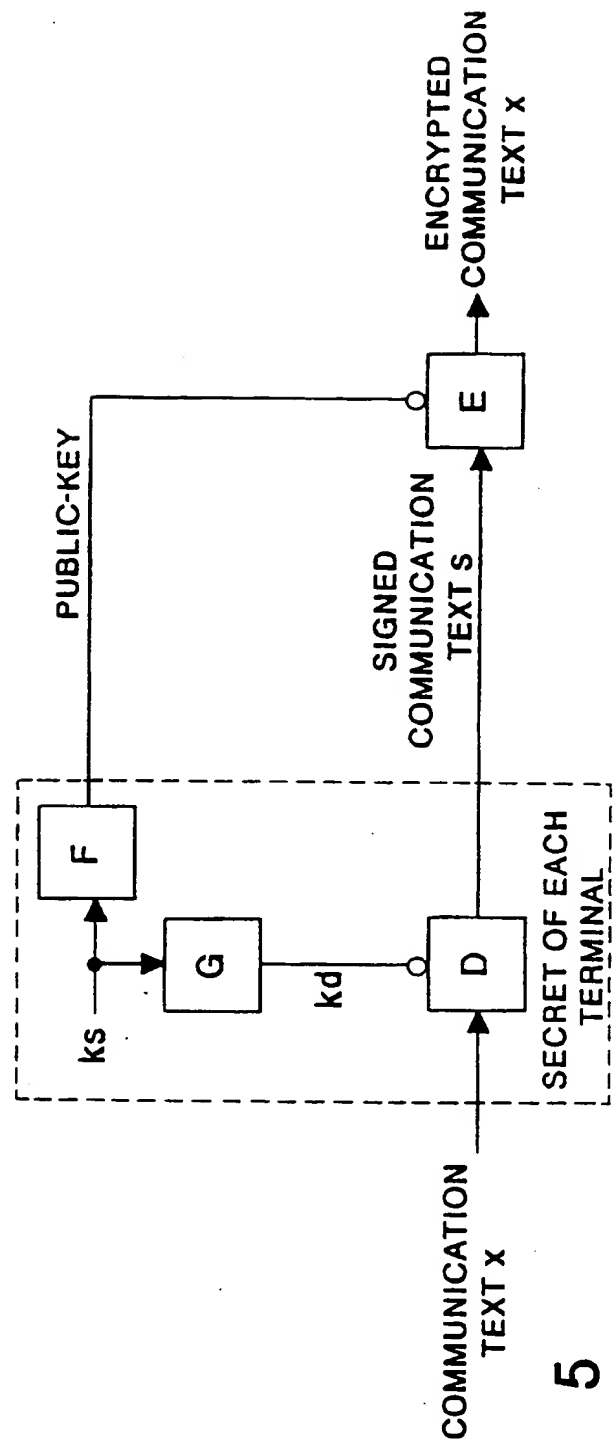 PUBLIC-KEY
F
ks
G
kd
D
SECRET OF EACH
TERMINAL
COMMUNICATION
TEXT X
SIGNED
COMMUNICATION
TEXT S
E
ENCRYPTED
COMMUNICATION
TEXT X
5